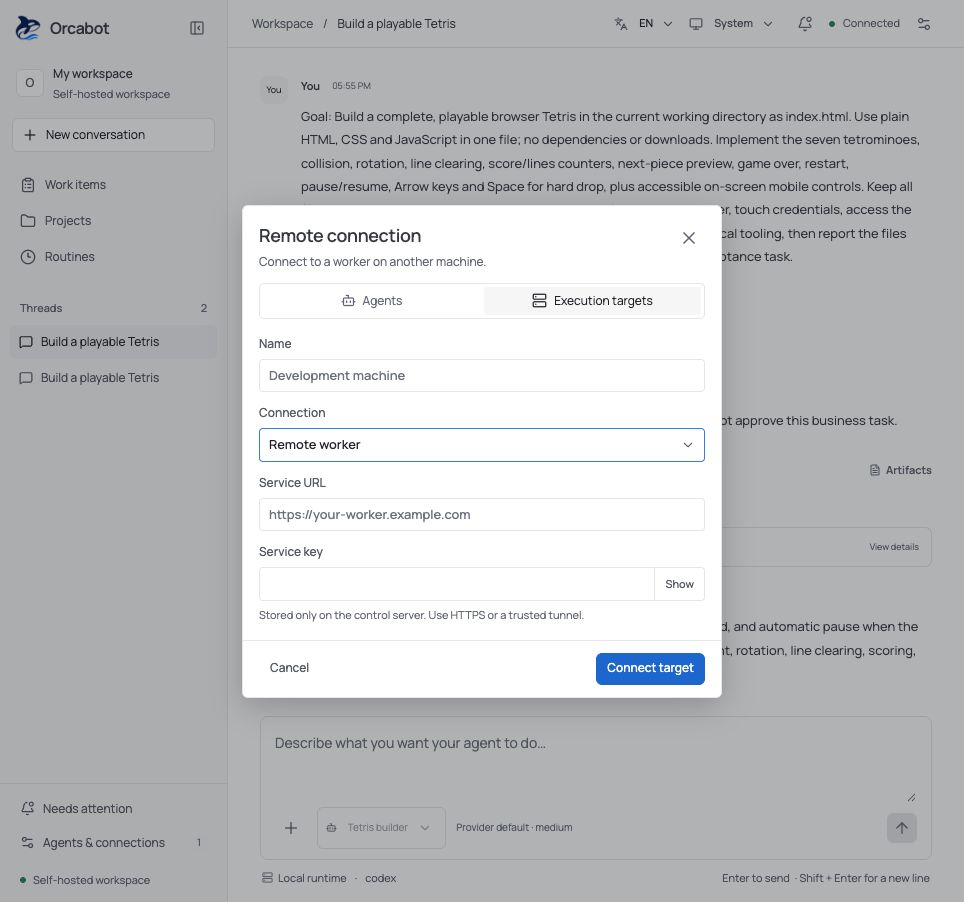 Orcabot
O
My workspace
Self-hosted workspace
New conversation
Work items
Projects
Routines
Threads 2
Build a playable Tetris
Build a playable Tetris
Needs attention
Agents & connections 1
Self-hosted workspace
Workspace / Build a playable Tetris
EN
System
Connected
You
You 05:55 PM
Goal: Build a complete, playable browser Tetris in the current working directory as index.html. Use plain
HTML, CSS and JavaScript in one file; no dependencies or downloads. Implement the seven tetrominoes,
collision, rotation, line clearing, score/lines counters, next-piece preview, game over, restart,
pause/resume, Arrow keys and Space for hard drop, plus accessible on-screen mobile controls. Keep all
touch credentials, access the
tooling, then report the files
task.
Remote connection
Connect to a worker on another machine.
Agents
Execution targets
Name
Development machine
Connection
Remote worker
Service URL
https://your-worker.example.com
Service key
Show
Stored only on the control server. Use HTTPS or a trusted tunnel.
Cancel
Connect target
approve this business task.
Artifacts
View details
and automatic pause when the
rotation, line clearing, scoring,
Describe what you want your agent to do...
Tetris builder
Provider default · medium
Local runtime · codex
Enter to send · Shift + Enter for a new line